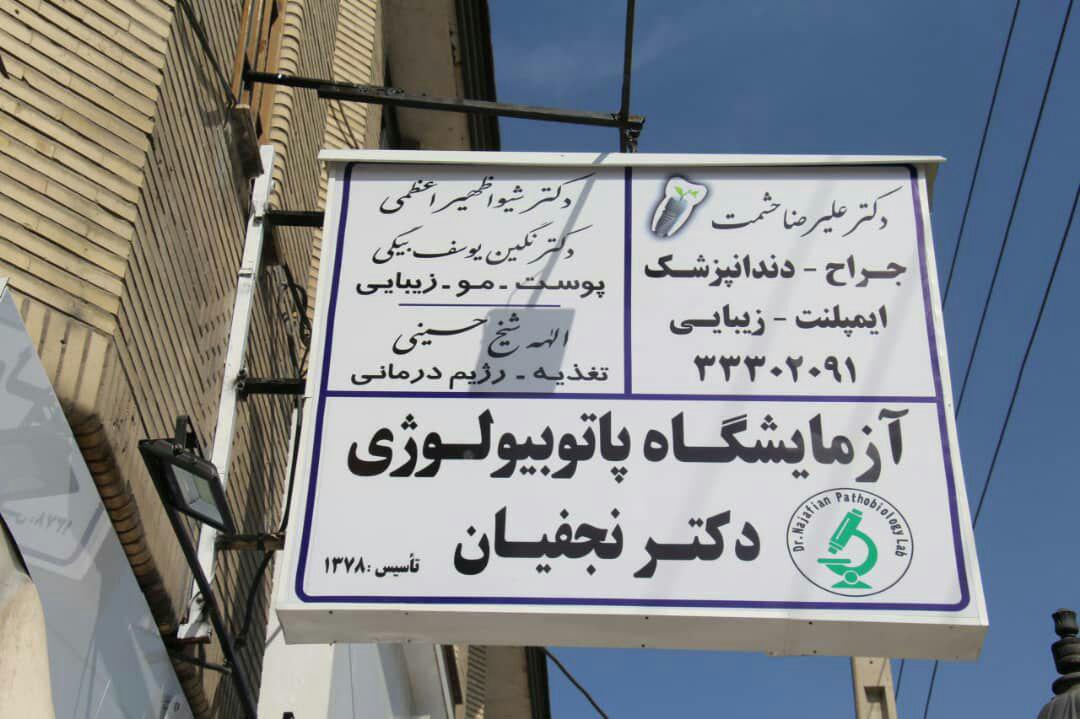 دکتر علیرضا حشمت
جراح - دندانپزشک
ایمپلنت - زیبایی
۳۳۳۰۲۰۹۱
دکتر شیوا ظهیر اعظمی
دکتر نگین یوسف بیگی
پوست - مو - زیبایی
الهه شیخ حسینی
تغذیه - رژیم درمانی
آزمایشگاه پاتوبیولوژی
دکتر نجفیان
تأسیس : ۱۳۷۸
Dr. Najafian Pathobiology Lab